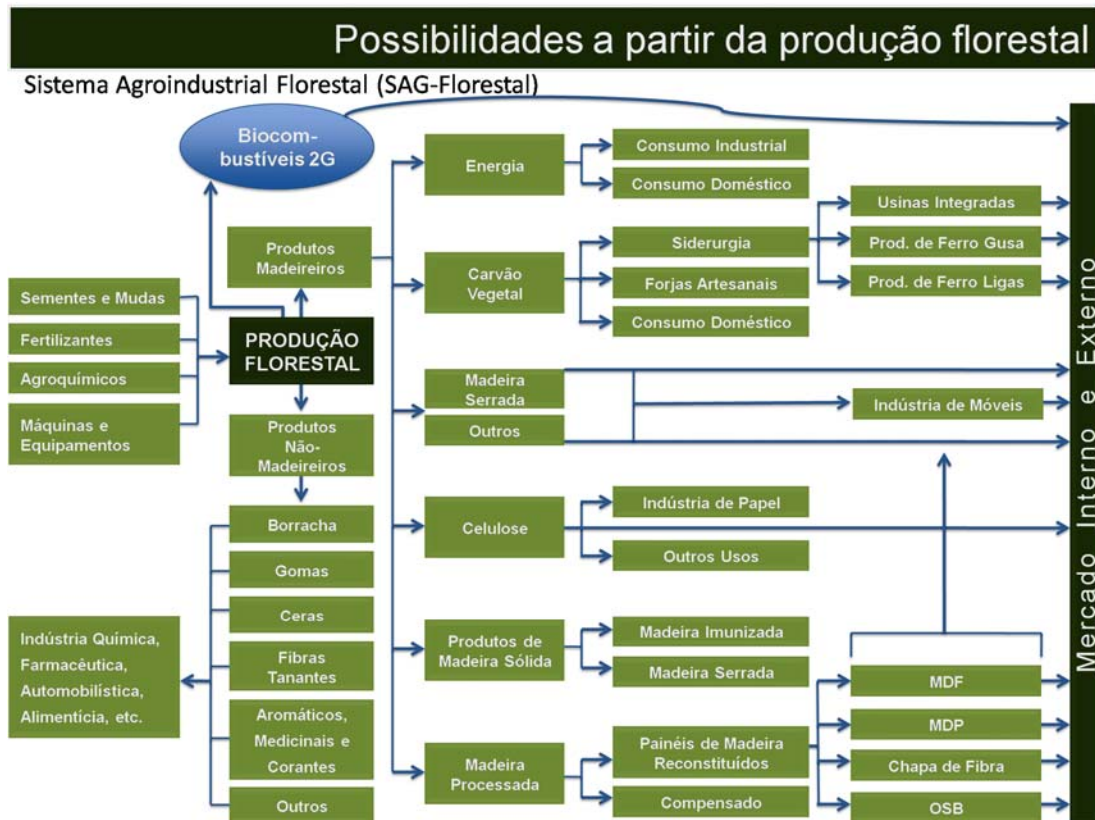 Possibilidades a partir da produção florestal
Sistema Agroindustrial Florestal (SAG-Florestal)
Biocom-
bustíveis 2G
Produtos
Madeireiros
Sementes e Mudas
Fertilizantes
Agroquímicos
Máquinas e
Equipamentos
PRODUÇÃO
FLORESTAL
Produtos
Não-
Madeireiros
Borracha
Gomas
Ceras
Fibras
Tanantes
Aromáticos,
Medicinais e
Corantes
Outros
Indústria Química,
Farmacéutica,
Automobilística,
Alimentícia, etc.
Energia
Consumo Industrial
Consumo Doméstico
Carvão
Vegetal
Siderurgia
Forjas Artesanais
Consumo Doméstico
Usinas Integradas
Prod. de Ferro Gusa
Prod. de Ferro Ligas
Madeira
Serrada
Outros
Indústria de Móveis
Celulose
Indústria de Papel
Outros Usos
Produtos de
Madeira Sólida
Madeira Imunizada
Madeira Serrada
Madeira
Processada
Painéis de Madeira
Reconstituídos
Compensado
MDF
MDP
Chapa de Fibra
OSB
Mercado Interno e Externo